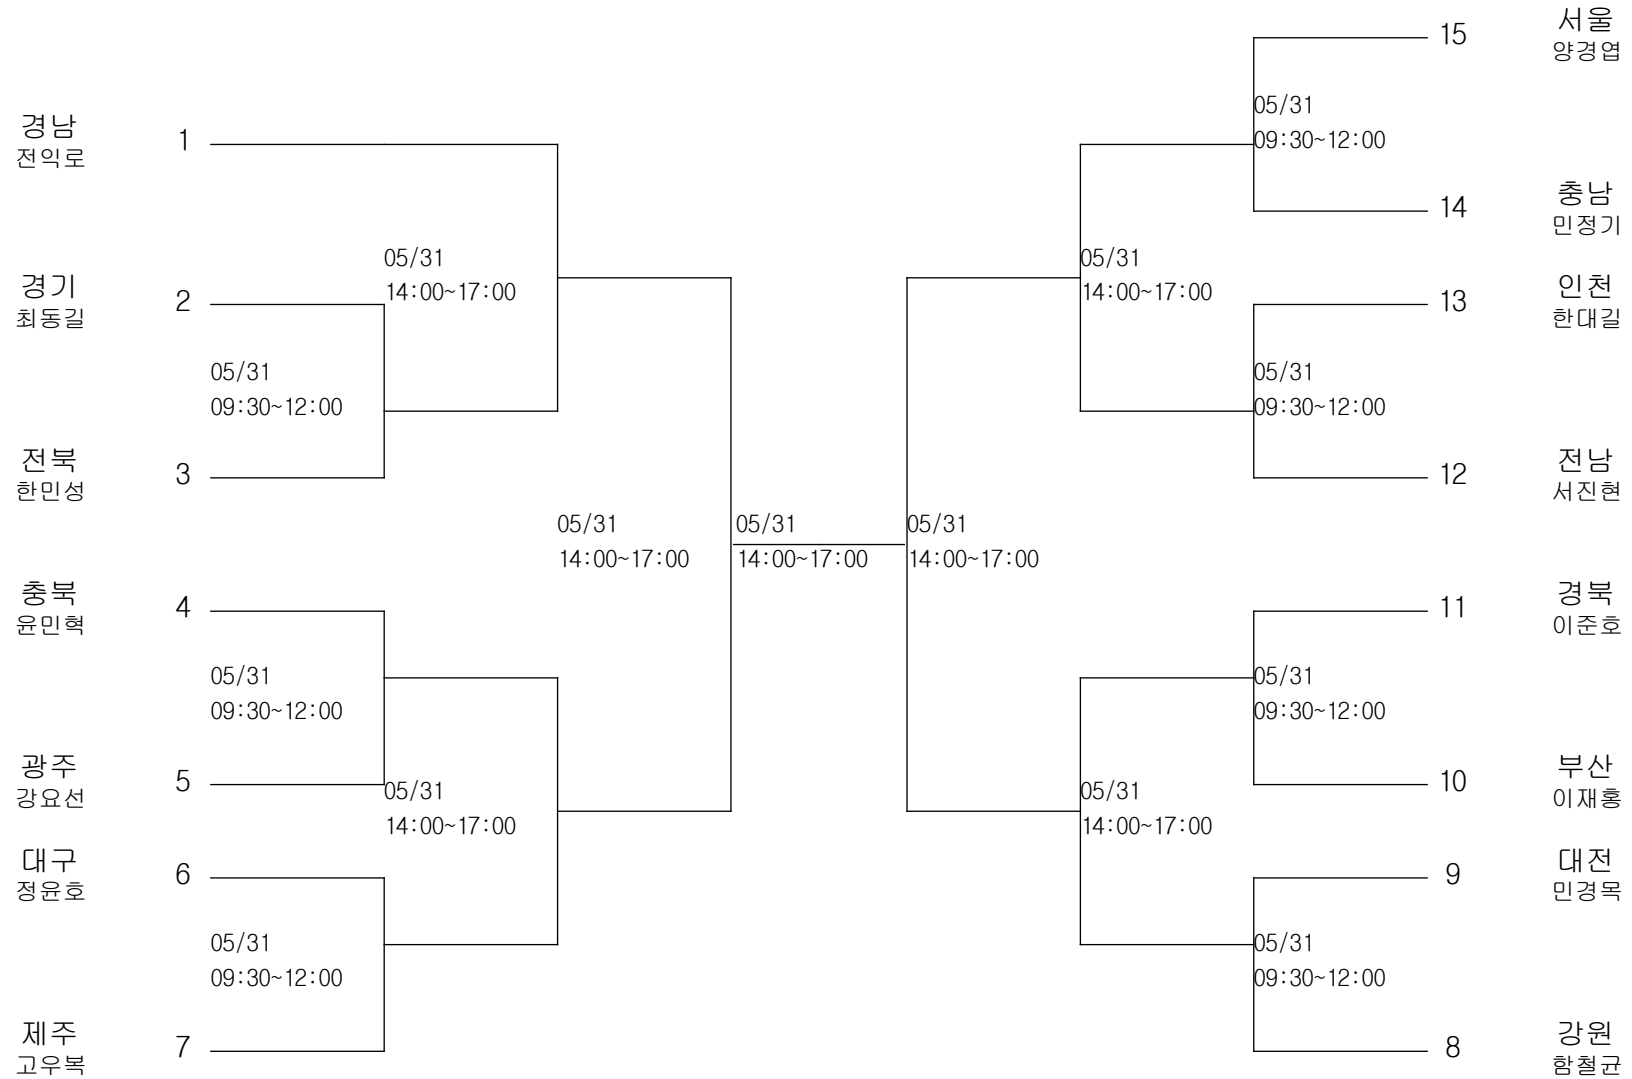 15
서울
양경엽
05/31
09:30~12:00
경남
전익로
1
14
충남
민정기
05/31
14:00~17:00
05/31
14:00~17:00
경기
최동길
2
13
인천
한대길
05/31
09:30~12:00
05/31
09:30~12:00
전북
한민성
3
12
전남
서진현
05/31
14:00~17:00
05/31
14:00~17:00
05/31
14:00~17:00
충북
윤민혁
4
11
경북
이준호
05/31
09:30~12:00
05/31
09:30~12:00
광주
강요선
5
05/31
14:00~17:00
05/31
14:00~17:00
10
부산
이재홍
대구
정윤호
6
9
대전
민경목
05/31
09:30~12:00
05/31
09:30~12:00
제주
고우복
7
8
강원
함철균